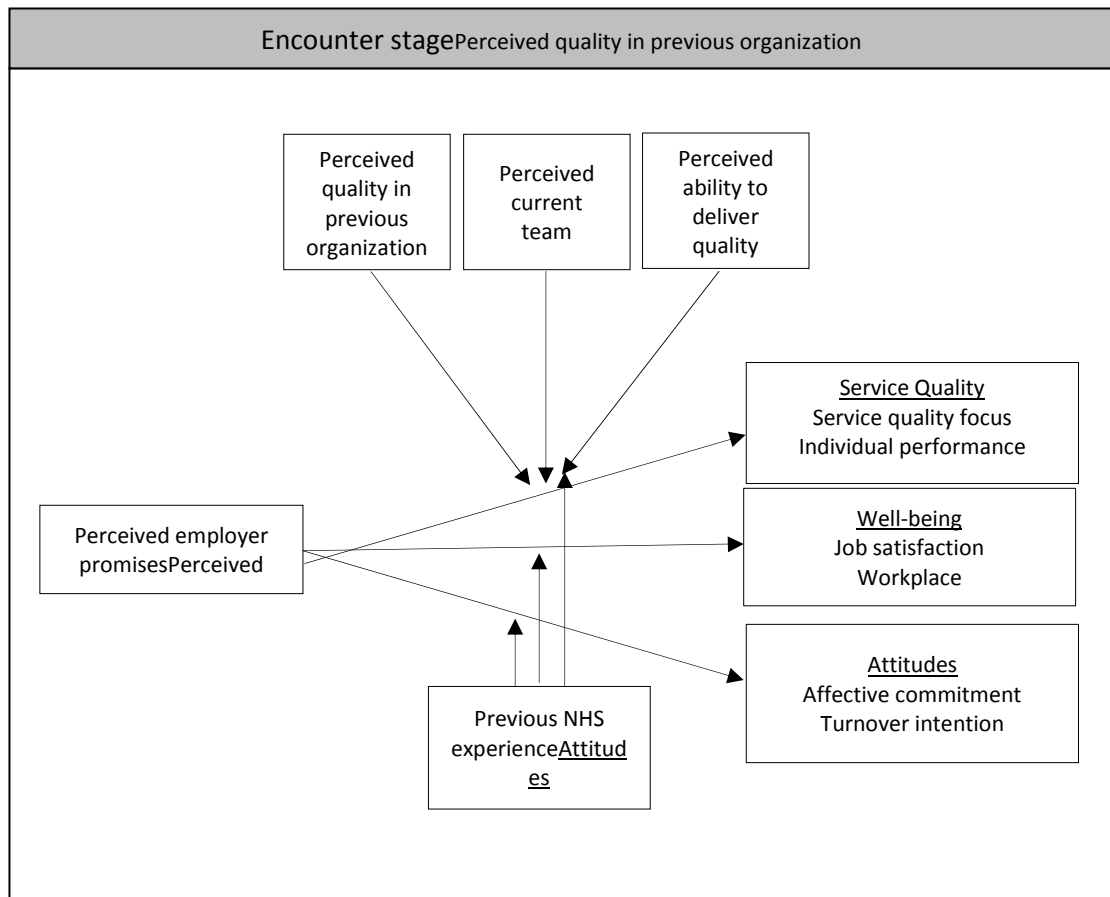 Encounter stagePerceived quality in previous organization
Perceived
quality in
previous
organization
Perceived
current
team
Perceived
ability to
deliver
quality
Service Quality
Service quality focus
Individual performance
Perceived employer
promisesPerceived
Well-being
Job satisfaction
Workplace
Attitudes
Affective commitment
Turnover intention
Previous NHS
experienceAttitud
es